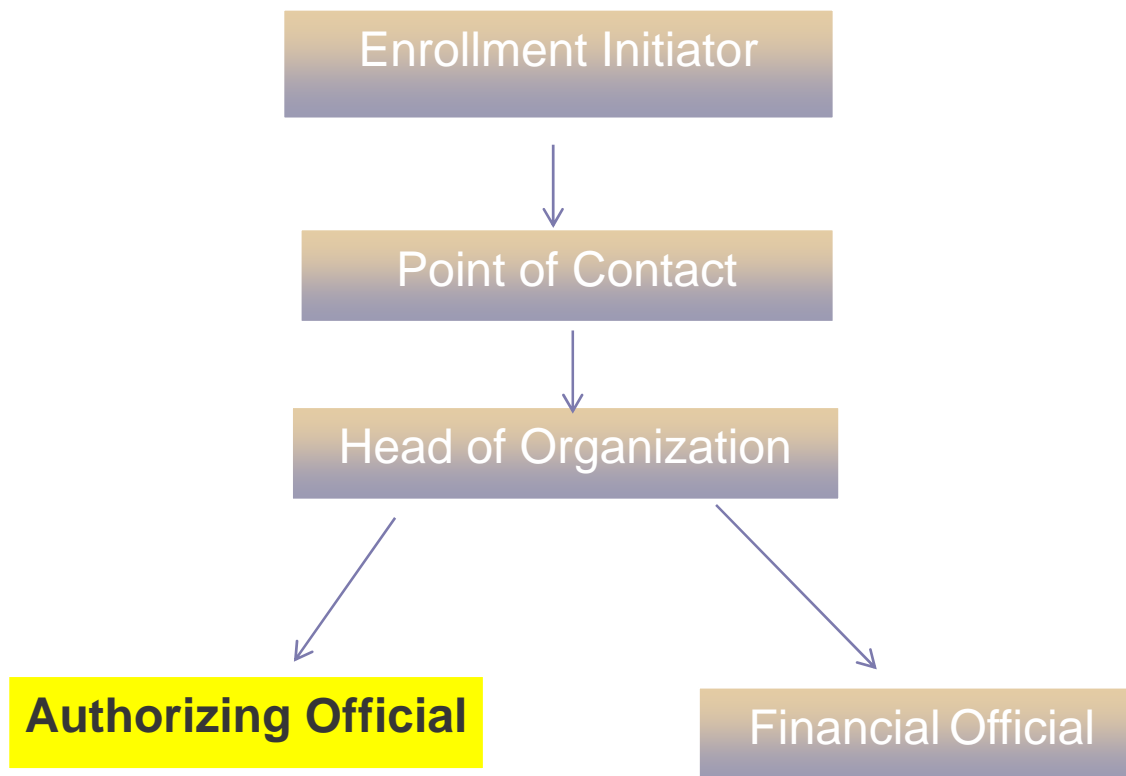 Enrollment Initiator
Point of Contact
Head of Organization
Authorizing Official
Financial Official